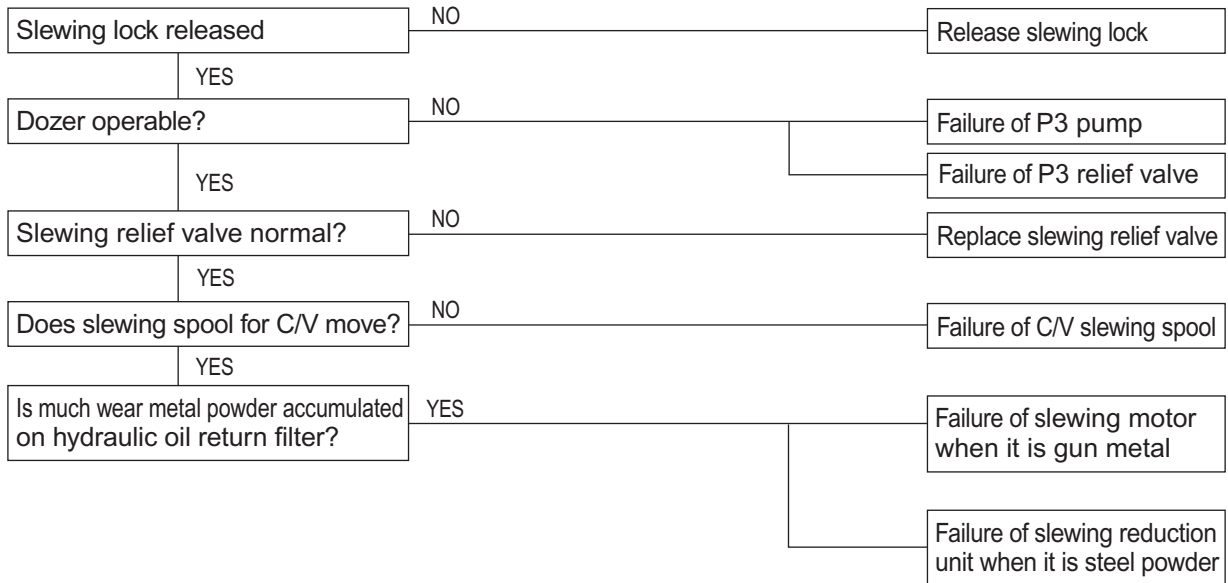 Slewing lock released
NO
Release slewing lock
YES
Dozer operable?
NO
Failure of P3 pump
Failure of P3 relief valve
YES
Slewing relief valve normal?
NO
Replace slewing relief valve
YES
Does slewing spool for C/V move?
NO
Failure of C/V slewing spool
YES
Is much wear metal powder accumulated
on hydraulic oil return filter?
YES
Failure of slewing motor
when it is gun metal
Failure of slewing reduction
unit when it is steel powder